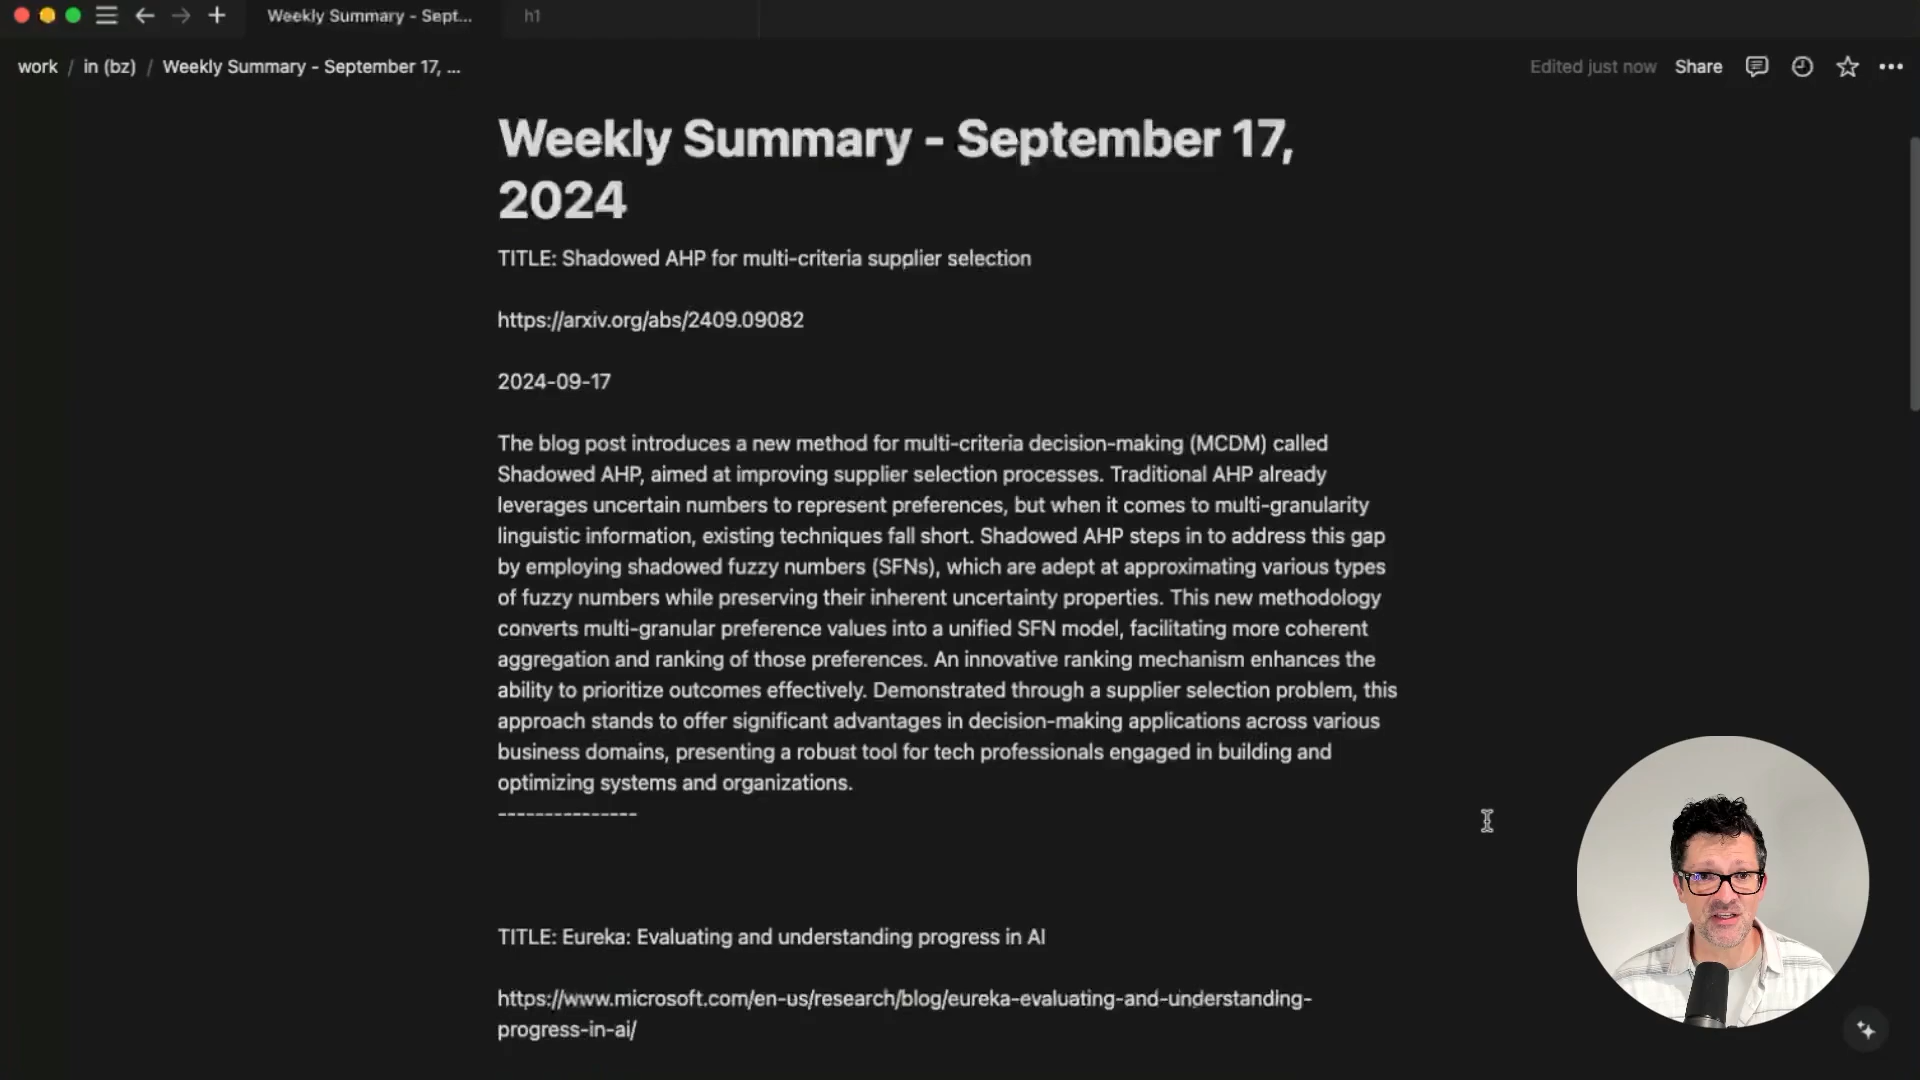 Weekly Summary - Sept...
h1
work / in (bz) / Weekly Summary - September 17, ...
Edited just now
Share
Weekly Summary - September 17,
2024
TITLE: Shadowed AHP for multi-criteria supplier selection
https://arxiv.org/abs/2409.09082
2024-09-17
The blog post introduces a new method for multi-criteria decision-making (MCDM) called
Shadowed AHP, aimed at improving supplier selection processes. Traditional AHP already
leverages uncertain numbers to represent preferences, but when it comes to multi-granularity
linguistic information, existing techniques fall short. Shadowed AHP steps in to address this gap
by employing shadowed fuzzy numbers (SFNs), which are adept at approximating various types
of fuzzy numbers while preserving their inherent uncertainty properties. This new methodology
converts multi-granular preference values into a unified SFN model, facilitating more coherent
aggregation and ranking of those preferences. An innovative ranking mechanism enhances the
ability to prioritize outcomes effectively. Demonstrated through a supplier selection problem, this
approach stands to offer significant advantages in decision-making applications across various
business domains, presenting a robust tool for tech professionals engaged in building and
optimizing systems and organizations.
---------------
TITLE: Eureka: Evaluating and understanding progress in AI
https://www.microsoft.com/en-us/research/blog/eureka-evaluating-and-understanding-
progress-in-ai/